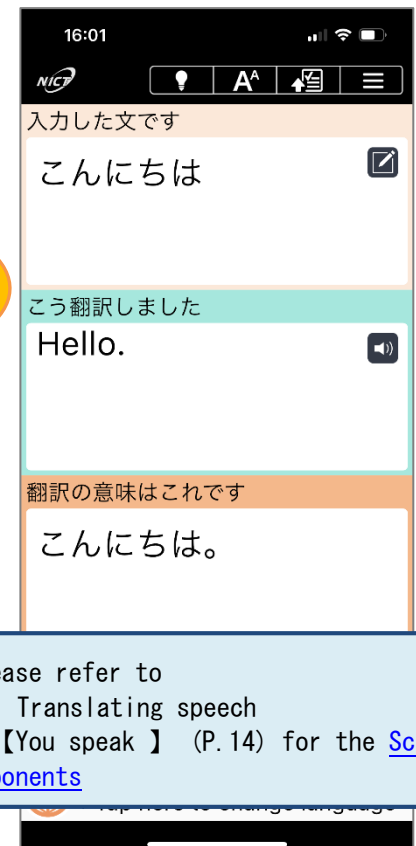 16:01
NICT
AA
入力した文です
こんにちは
こう翻訳しました
Hello.
翻訳の意味はこれです
こんにちは。
ease refer to
Translating speech
【You speak 】 (P.14) for the Sc
ponents